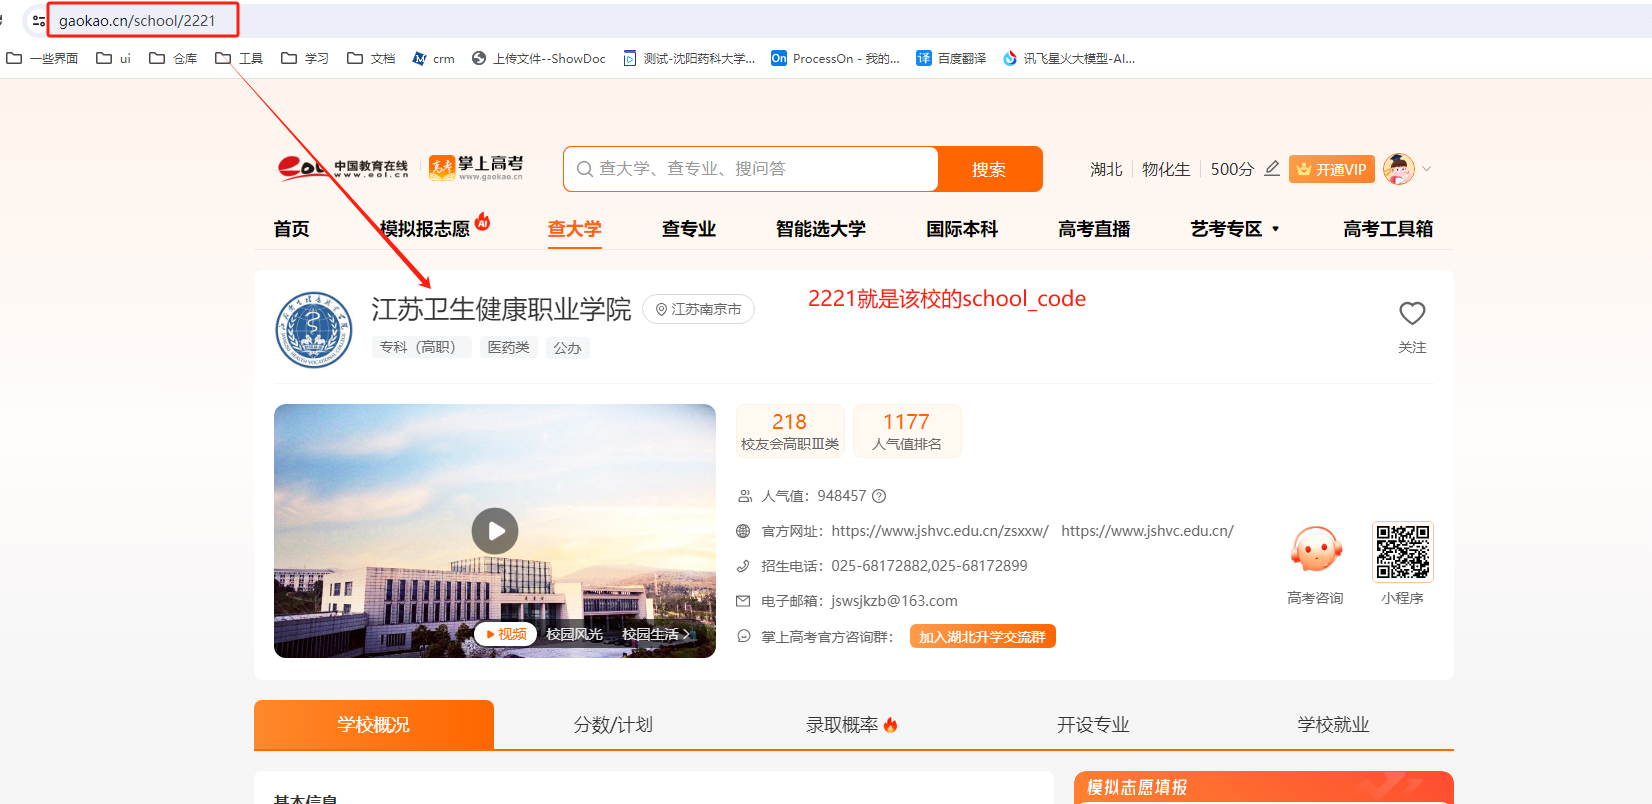 gaokao.cn/school/2221
一些界面 ui 仓库 工具 学习 文档 crm 上传文件--ShowDoc 测试-沈阳药科大学... On ProcessOn - 我的... 译 百度翻译 讯飞星火大模型-AI...
eol 中国教育在线 www.eol.cn 高考 掌上高考 www.gaokao.cn 查大学、查专业、搜问答 搜索 湖北 物化生 500分 开通VIP
首页 模拟报志愿 AI 查大学 查专业 智能选大学 国际本科 高考直播 艺考专区 高考工具箱
江苏卫生健康职业学院 江苏南京市 2221就是该校的school_code
专科（高职） 医药类 公办 关注
218 1177
校友会高职III类 人气值排名
人气值：948457
官方网址：https://www.jshvc.edu.cn/zsxxw/ https://www.jshvc.edu.cn/
招生电话：025-68172882,025-68172899
电子邮箱：jswsjkzb@163.com 高考咨询 小程序
掌上高考官方咨询群： 加入湖北升学交流群
视频 校园风光 校园生活
学校概况 分数/计划 录取概率 开设专业 学校就业
基本信息 模拟志愿填报